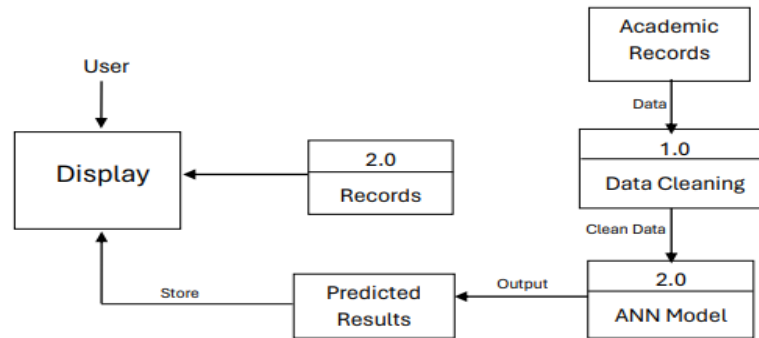 Academic
Records
User
Data
Display
2.0
Records
1.0
Data Cleaning
Clean Data
Store
Predicted
Results
Output
2.0
ANN Model